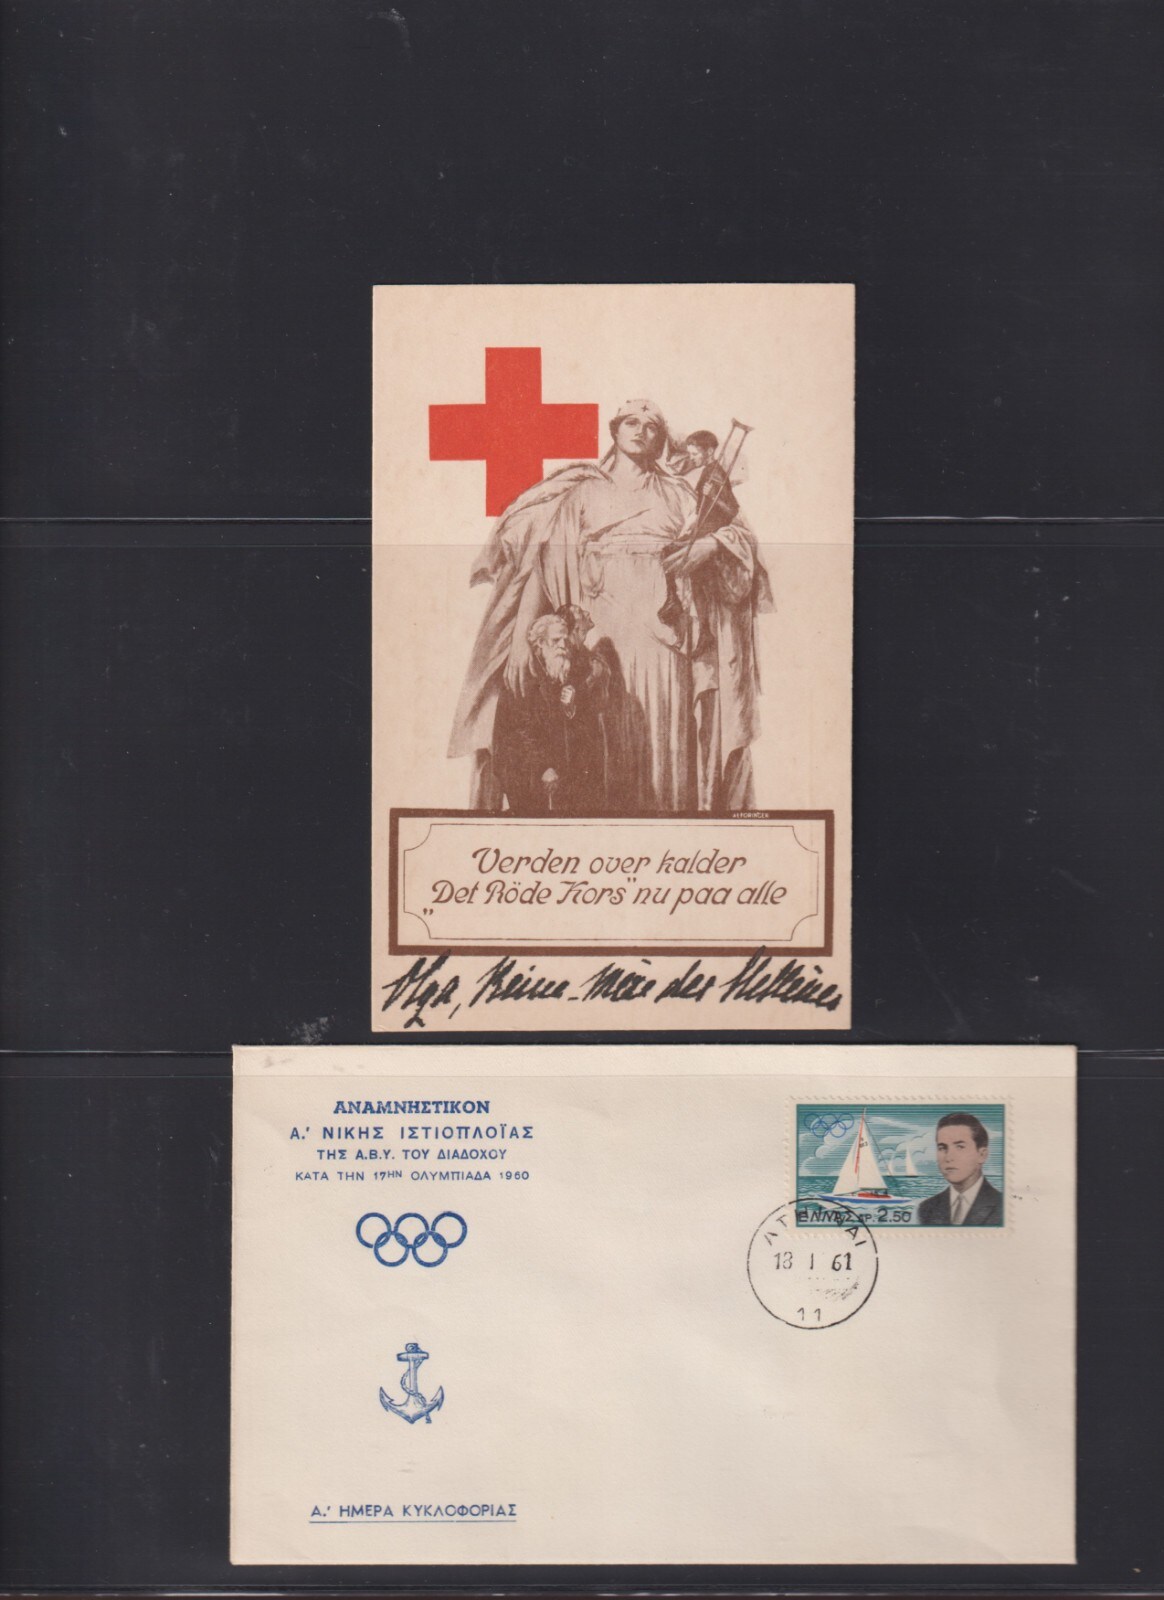 Verden over kalder
„Det Röde Kors" nu paa alle
Olga, Reine-Mère des Hellènes
ΑΝΑΜΝΗΣΤΙΚΟΝ
Α.' ΝΙΚΗΣ ΙΣΤΙΟΠΛΟΪΑΣ
ΤΗΣ Α.Β.Υ. ΤΟΥ ΔΙΑΔΟΧΟΥ
ΚΑΤΑ ΤΗΝ 17ΗΝ ΟΛΥΜΠΙΑΔΑ 1960
ΕΛΛΑΣ ΔΡ. 2.50
ΑΘΗΝΑΙ
18 I 61
11
Α.' ΗΜΕΡΑ ΚΥΚΛΟΦΟΡΙΑΣ